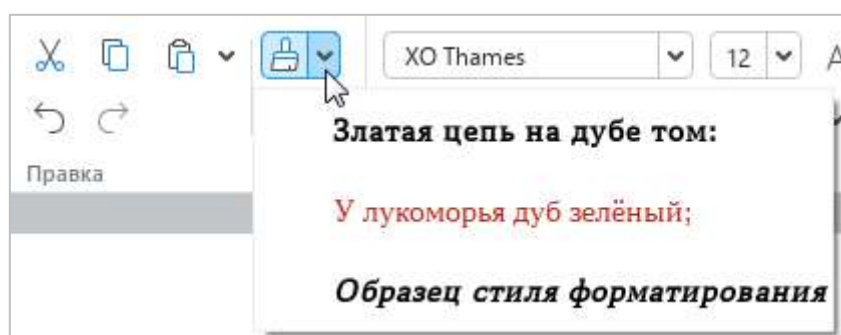 XO Thames
12
Правка
Златая цепь на дубе том:
У лукоморья дуб зелёный;
Образец стиля форматирования